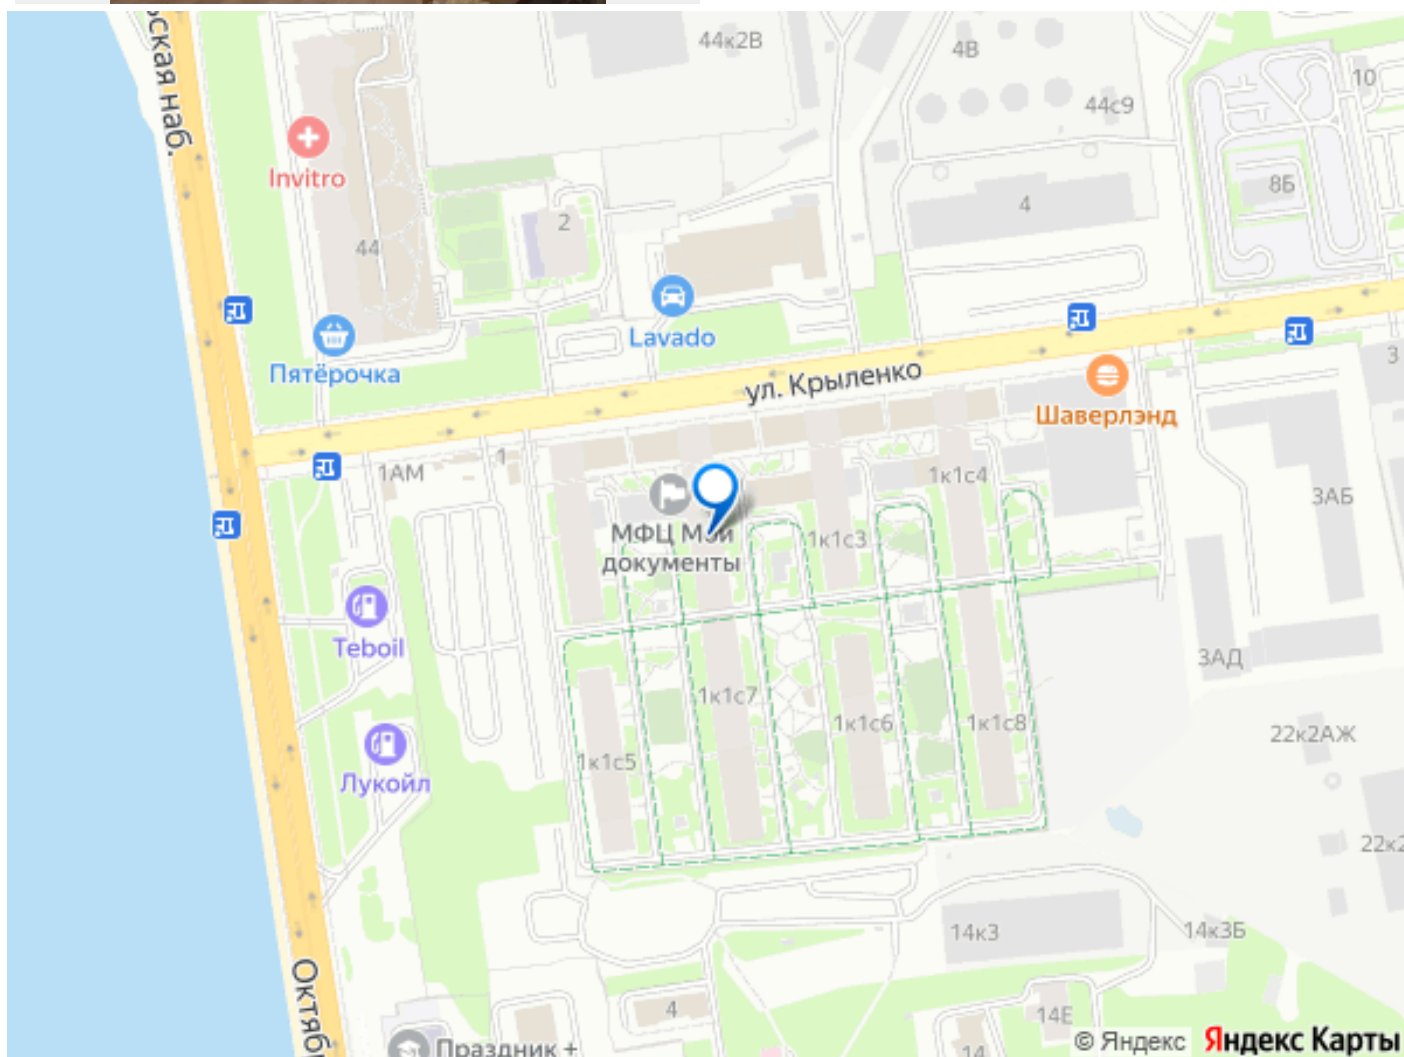 ская наб.
44к2В
4В
10
44с9
Invitro
8Б
2
4
44
Lavado
Пятёрочка
ул. Крыленко
3
Шаверлэнд
1АМ
1
1к1с4
3АБ
МФЦ Мои
документы
1к1с3
Teboil
3АД
1к1с7
1к1с6
1к1с8
22к2АЖ
1к1с5
Лукойл
22к2
14к3
14к3Б
Октяб
4
14Е
14
Праздник +
© Яндекс
Яндекс Карты